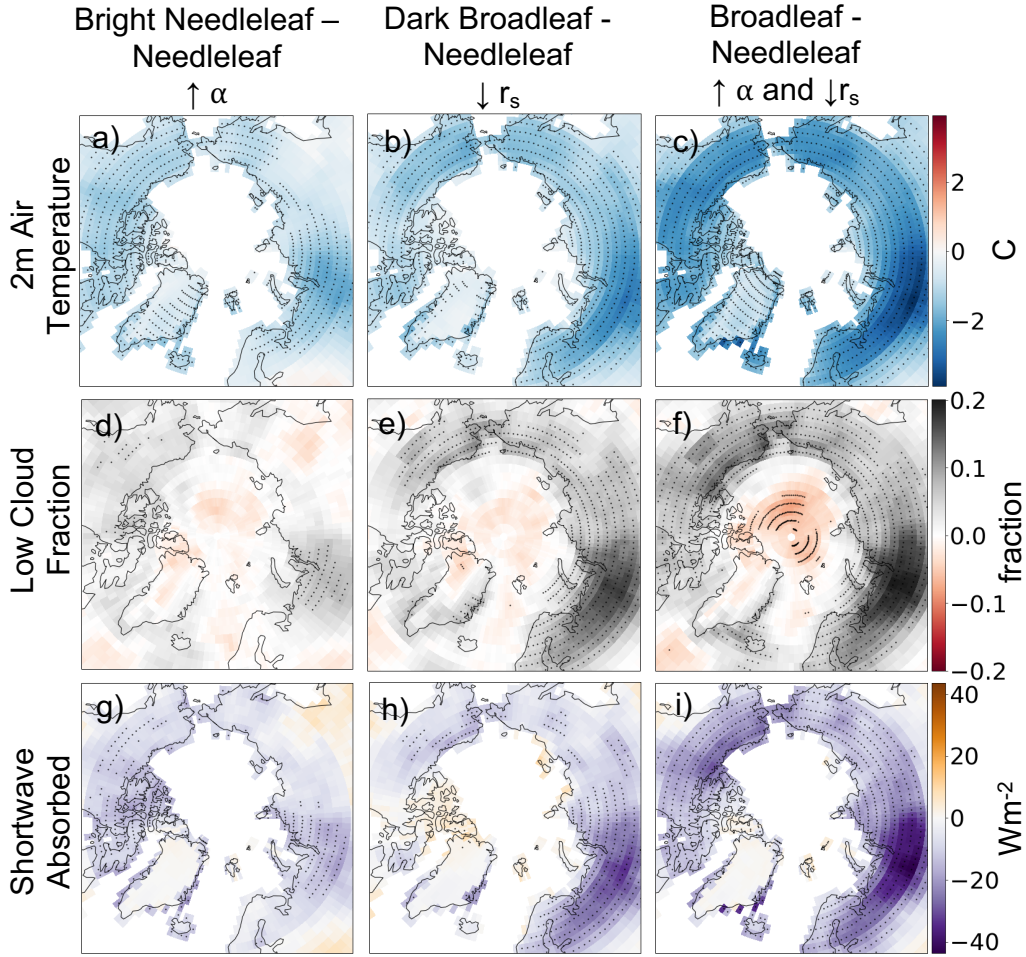 Bright Needleleaf –
Needleleaf
↑ α
Dark Broadleaf -
Needleleaf
↓ rₛ
Broadleaf -
Needleleaf
↑ α and ↓rₛ
2m Air
Temperature
a)
b)
c)
2
0
−2
C
Low Cloud
Fraction
d)
e)
f)
0.2
0.1
0.0
−0.1
−0.2
fraction
Shortwave
Absorbed
g)
h)
i)
40
20
0
−20
−40
Wm⁻²